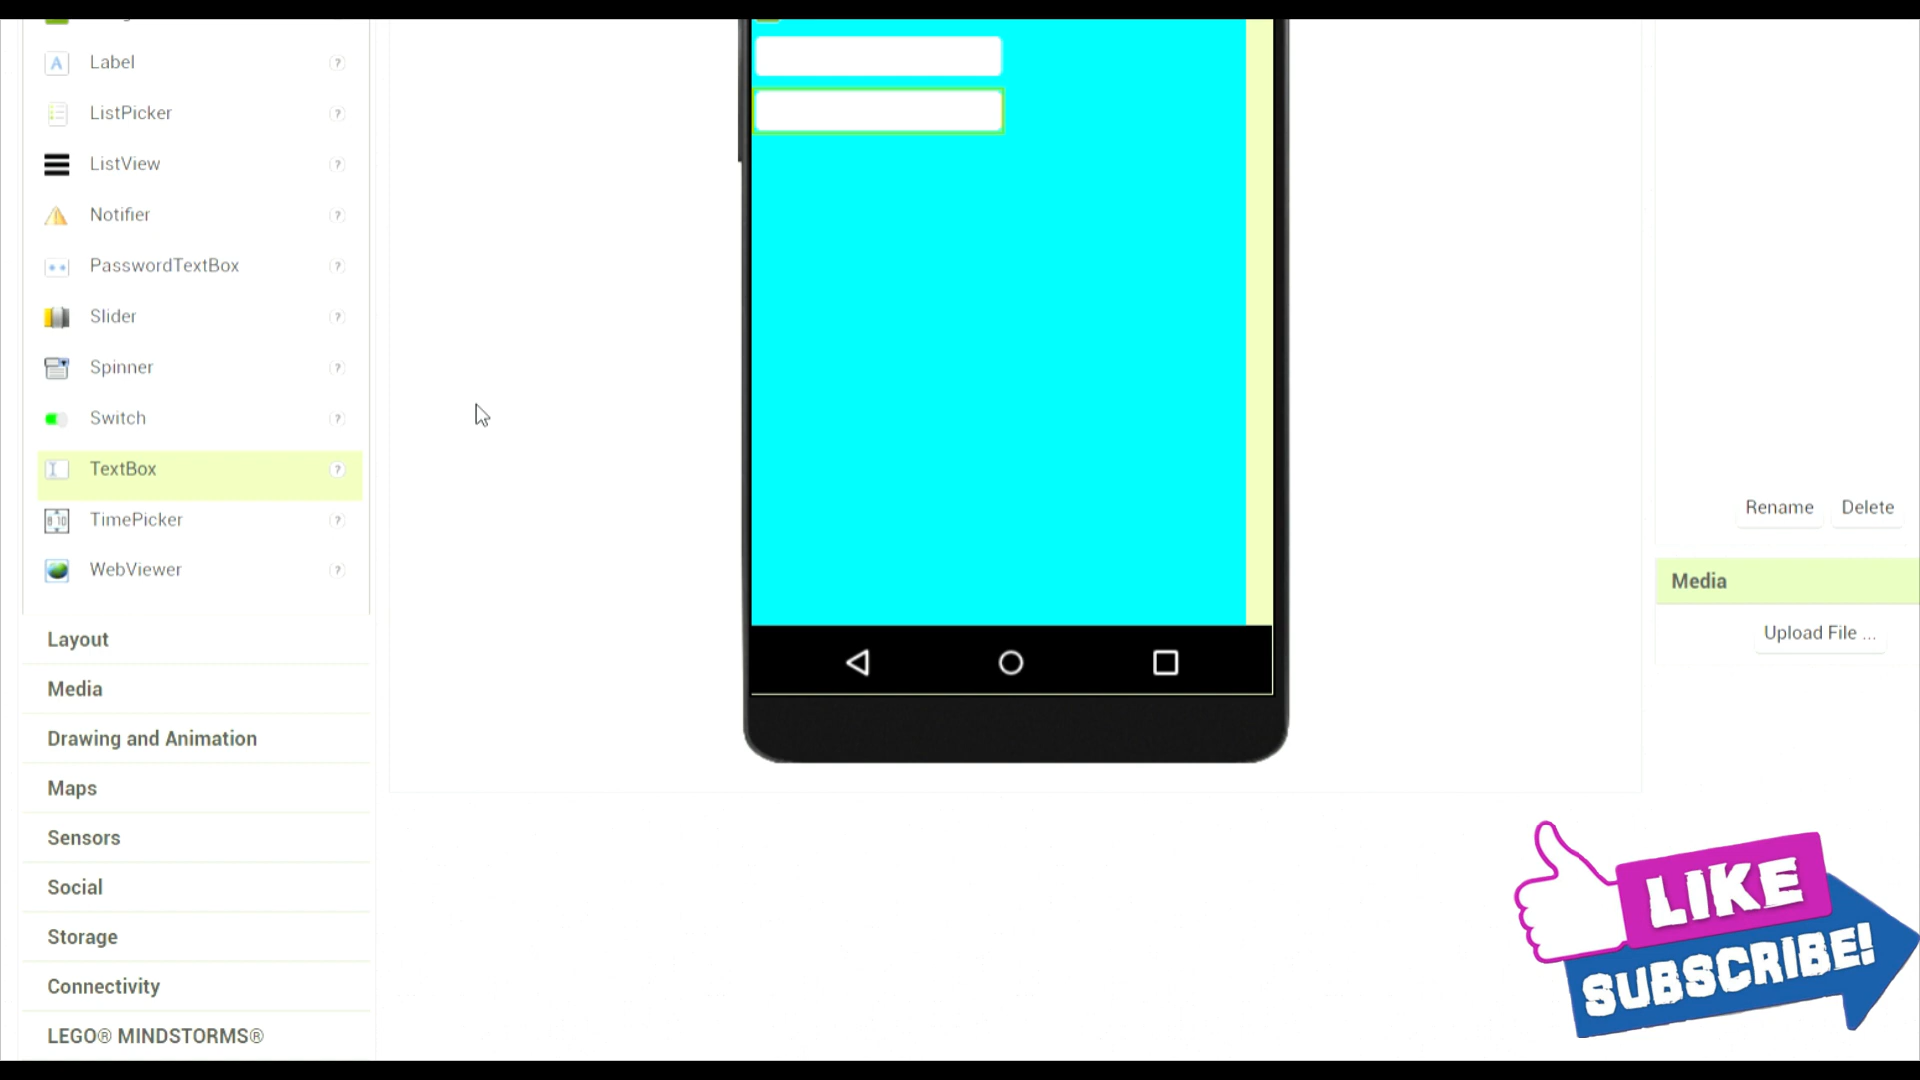 Label
ListPicker
ListView
Notifier
PasswordTextBox
Slider
Spinner
Switch
TextBox
TimePicker
WebViewer
Layout
Media
Drawing and Animation
Maps
Sensors
Social
Storage
Connectivity
LEGO® MINDSTORMS®
Rename Delete
Media
Upload File ...
LIKE
SUBSCRIBE!